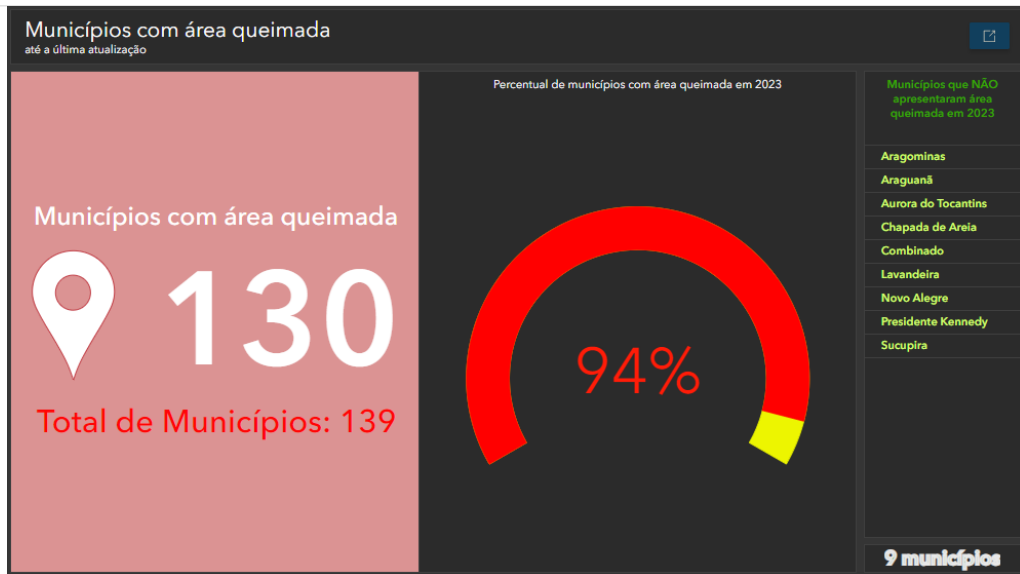 Municípios com área queimada
até a última atualização
Municípios com área queimada
130
Total de Municípios: 139
Percentual de municípios com área queimada em 2023
94%
Municípios que NÃO
apresentaram área
queimada em 2023
Aragominas
Araguanã
Aurora do Tocantins
Chapada de Areia
Combinado
Lavandeira
Novo Alegre
Presidente Kennedy
Sucupira
9 municípios